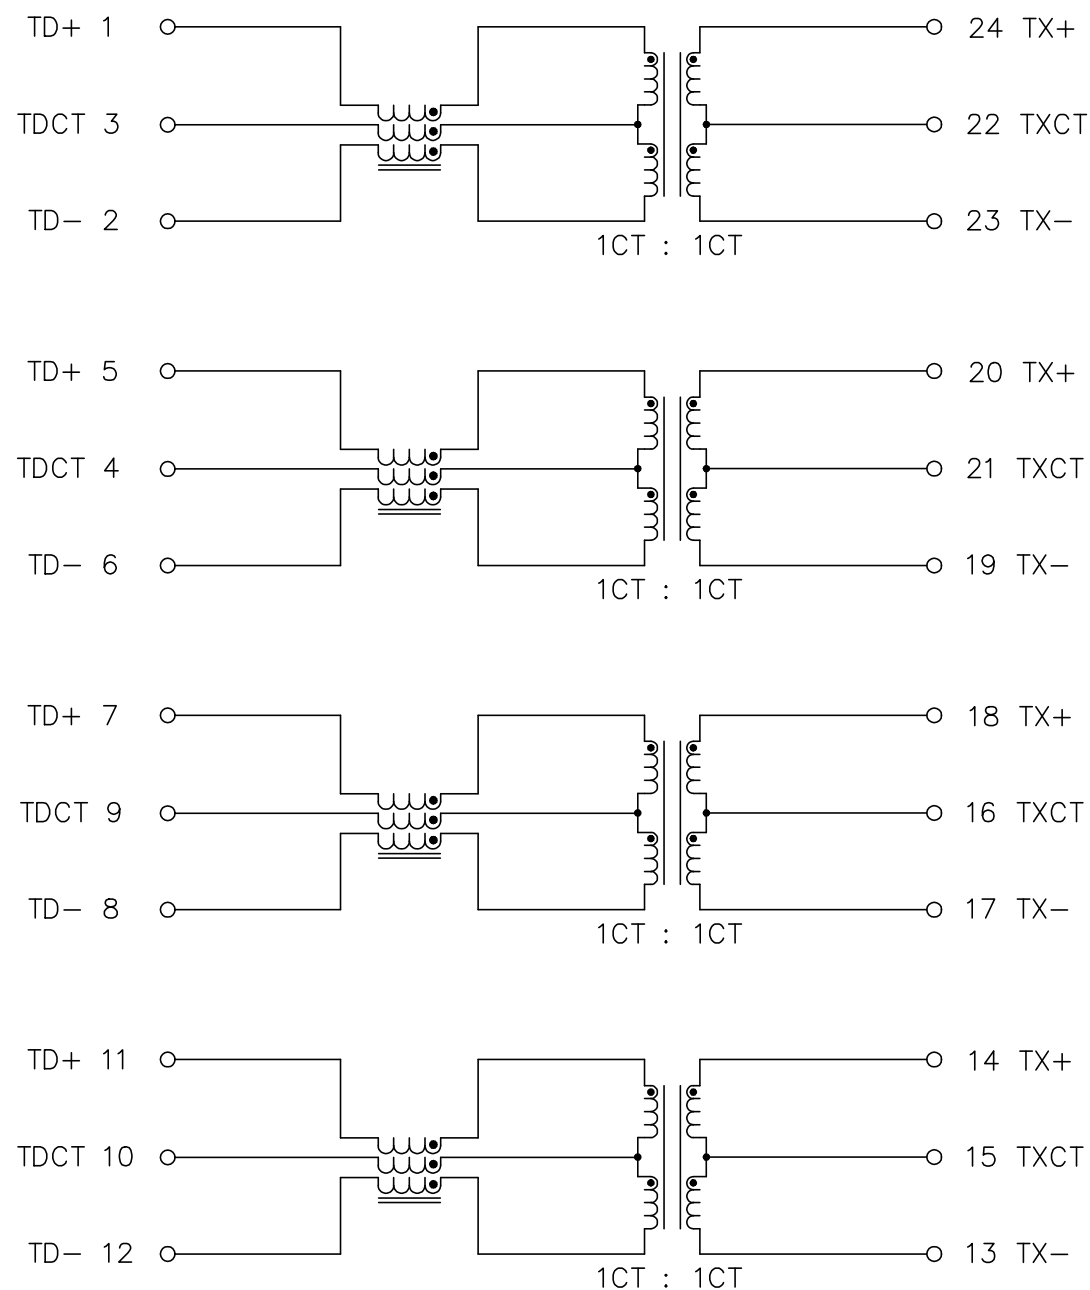 TD+ 1 24 TX+
TDCT 3 22 TXCT
TD- 2 23 TX-
1CT : 1CT
TD+ 5 20 TX+
TDCT 4 21 TXCT
TD- 6 19 TX-
1CT : 1CT
TD+ 7 18 TX+
TDCT 9 16 TXCT
TD- 8 17 TX-
1CT : 1CT
TD+ 11 14 TX+
TDCT 10 15 TXCT
TD- 12 13 TX-
1CT : 1CT